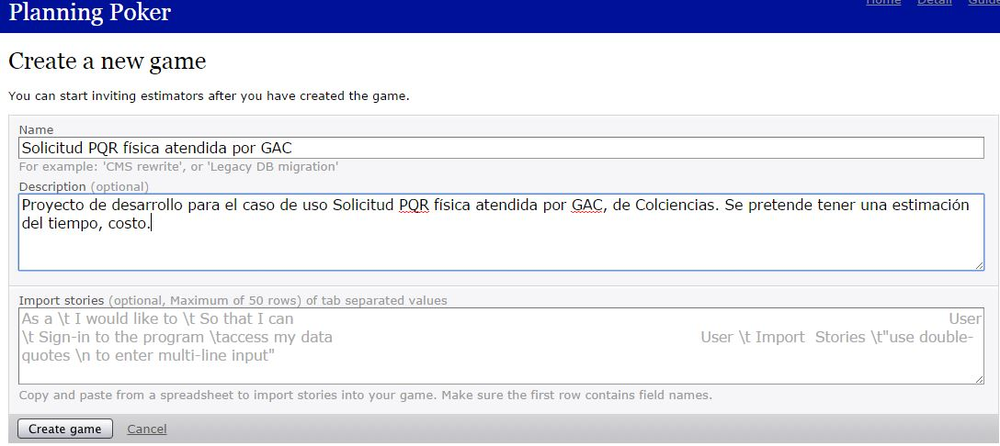 Planning Poker
Home Detail Guide
Create a new game
You can start inviting estimators after you have created the game.
Name
Solicitud PQR física atendida por GAC
For example: 'CMS rewrite', or 'Legacy DB migration'
Description (optional)
Proyecto de desarrollo para el caso de uso Solicitud PQR física atendida por GAC, de Colciencias. Se pretende tener una estimación
del tiempo, costo.
Import stories (optional, Maximum of 50 rows) of tab separated values
As a \t I would like to \t So that I can User
\t Sign-in to the program \taccess my data User \t Import Stories \t"use double-
quotes \n to enter multi-line input"
Copy and paste from a spreadsheet to import stories into your game. Make sure the first row contains field names.
Create game Cancel